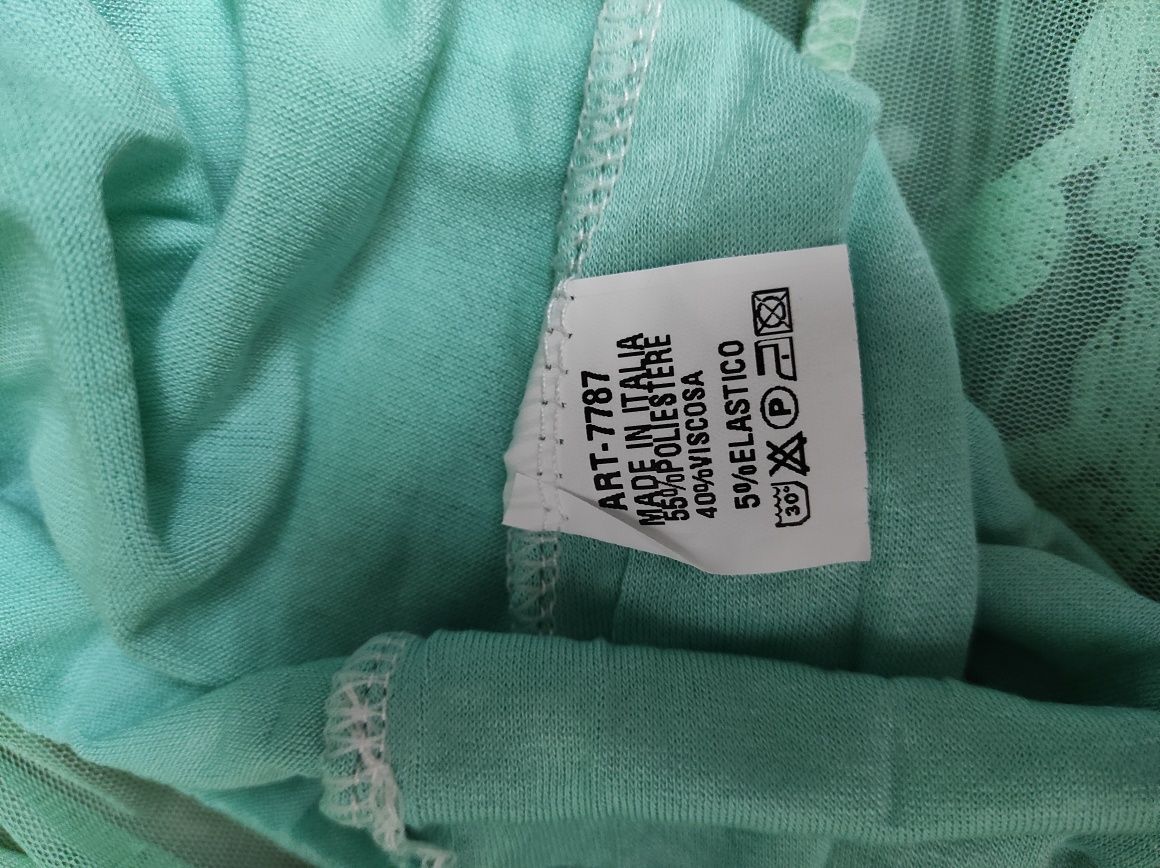 ART-7787
MADE IN ITALIA
55%POLIESTERE
40%VISCOSA
5%ELASTICO
30° P